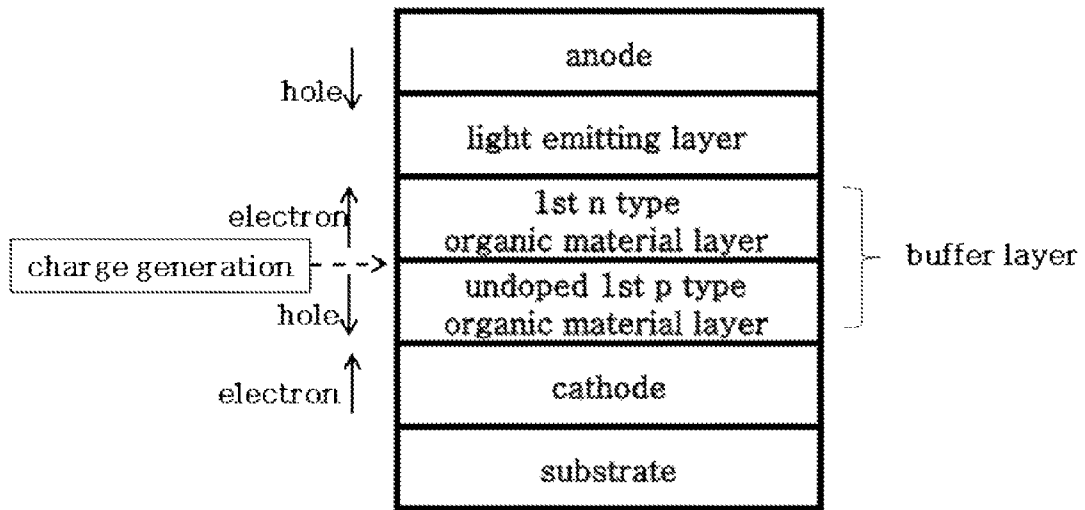 anode
hole
light emitting layer
1st n type
electron
organic material layer
buffer layer
charge generation
undoped 1st p type
hole
organic material layer
cathode
electron
substrate